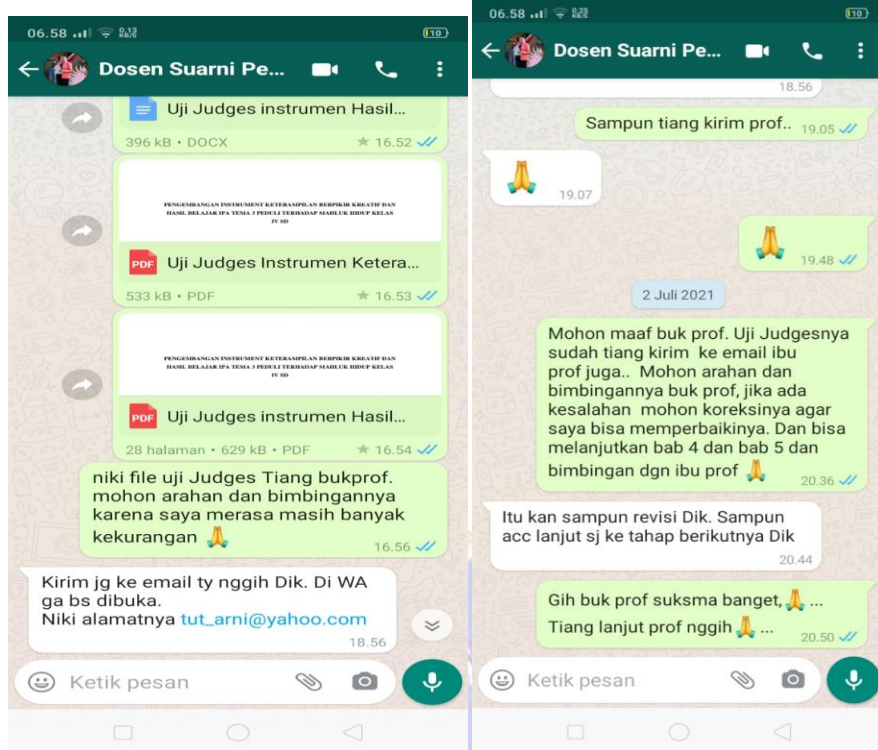 06.58
0,13 KB/S
10
Dosen Suarni Pe...
Uji Judges instrumen Hasil...
396 kB • DOCX
16.52
PENGEMBANGAN INSTRUMENT KETERAMPILAN BERPIKIR KREATIF DAN
HASIL BELAJAR IPA TEMA 3 PEDULI TERHADAP MAHLUK HIDUP KELAS
IV SD
PDF
Uji Judges Instrumen Ketera...
533 kB • PDF
16.53
PENGEMBANGAN INSTRUMENT KETERAMPILAN BERPIKIR KREATIF DAN
HASIL BELAJAR IPA TEMA 3 PEDULI TERHADAP MAHLUK HIDUP KELAS
IV SD
PDF
Uji Judges instrumen Hasil...
28 halaman • 629 kB • PDF
16.54
niki file uji Judges Tiang bukprof.
mohon arahan dan bimbingannya
karena saya merasa masih banyak
kekurangan 🙏
16.56
Kirim jg ke email ty nggih Dik. Di WA
ga bs dibuka.
Niki alamatnya tut_arni@yahoo.com
18.56
Ketik pesan
06.58
0,25 KB/S
10
Dosen Suarni Pe...
18.56
Sampun tiang kirim prof..
19.05
🙏
19.07
🙏
19.48
2 Juli 2021
Mohon maaf buk prof. Uji Judgesnya
sudah tiang kirim ke email ibu
prof juga.. Mohon arahan dan
bimbingannya buk prof, jika ada
kesalahan mohon koreksinya agar
saya bisa memperbaikinya. Dan bisa
melanjutkan bab 4 dan bab 5 dan
bimbingan dgn ibu prof 🙏
20.36
Itu kan sampun revisi Dik. Sampun
acc lanjut sj ke tahap berikutnya Dik
20.44
Gih buk prof suksma banget,🙏 ...
Tiang lanjut prof nggih 🙏 ...
20.50
Ketik pesan